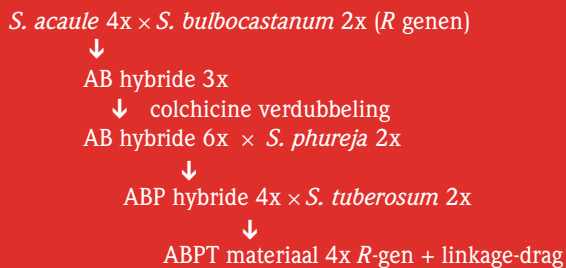 S. acaule 4x × S. bulbocastanum 2x (R genen)
↓
AB hybride 3x
↓ colchicine verdubbeling
AB hybride 6x × S. phureja 2x
↓
ABP hybride 4x × S. tuberosum 2x
↓
ABPT materiaal 4x R-gen + linkage-drag